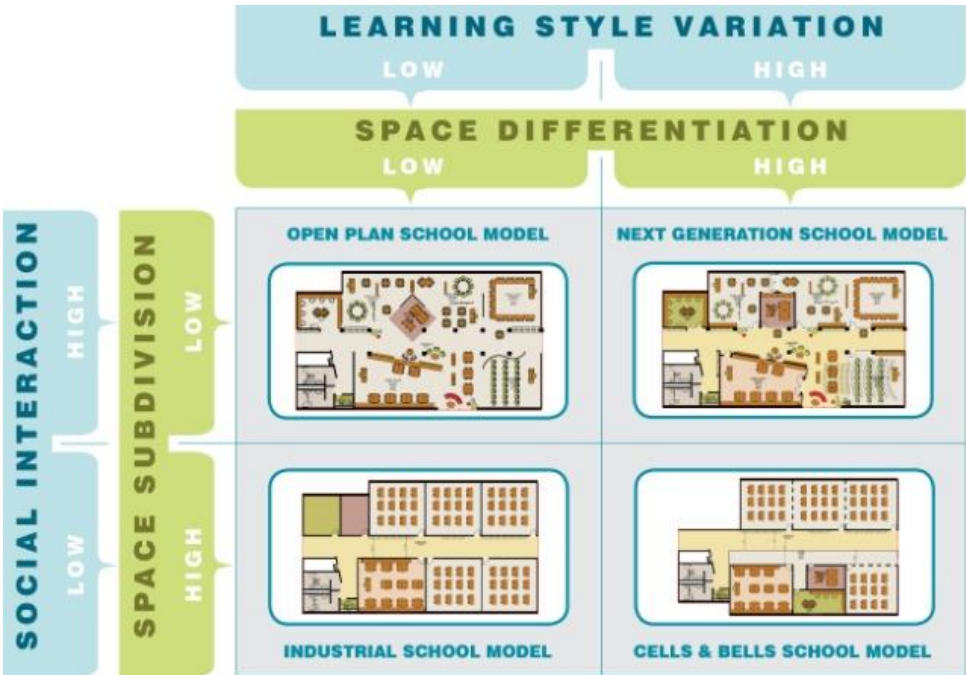 LEARNING STYLE VARIATION
LOW
HIGH
SPACE DIFFERENTIATION
LOW
HIGH
SOCIAL INTERACTION
HIGH
LOW
SPACE SUBDIVISION
LOW
HIGH
OPEN PLAN SCHOOL MODEL
NEXT GENERATION SCHOOL MODEL
INDUSTRIAL SCHOOL MODEL
CELLS & BELLS SCHOOL MODEL